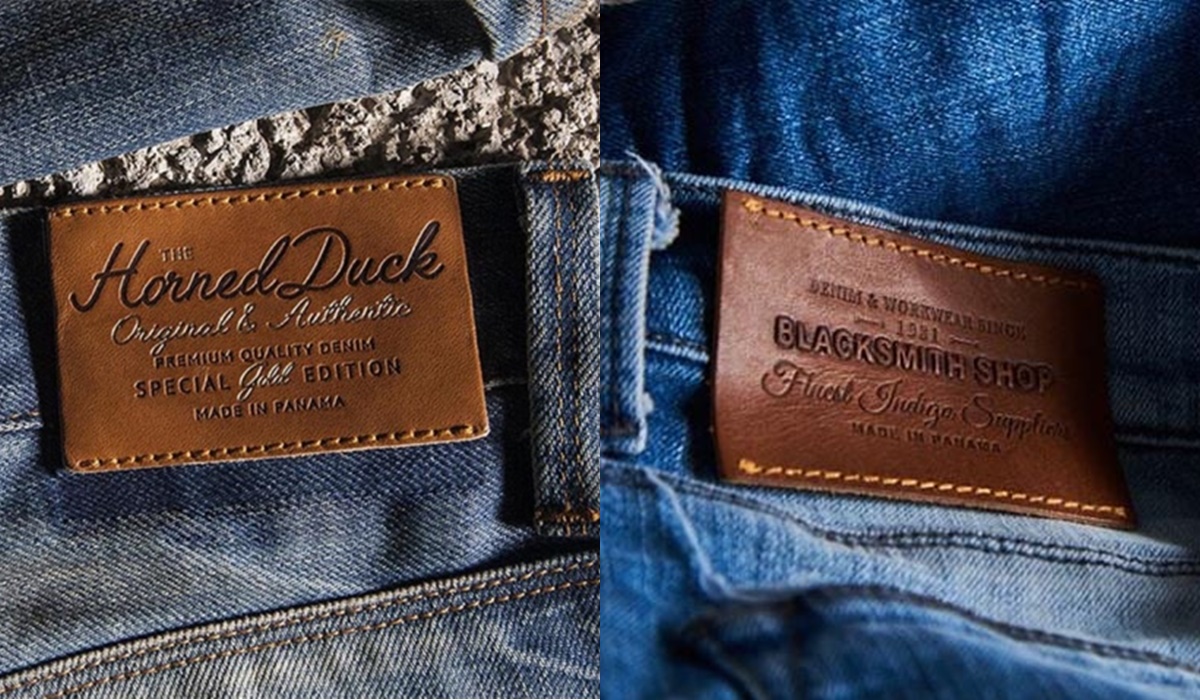 THE
Horned Duck
Original & Authentic
PREMIUM QUALITY DENIM
SPECIAL Gold EDITION
MADE IN PANAMA
DENIM & WORKWEAR SINCE
BLACKSMITH SHOP
Finest Indigo Suppliers
MADE IN PANAMA